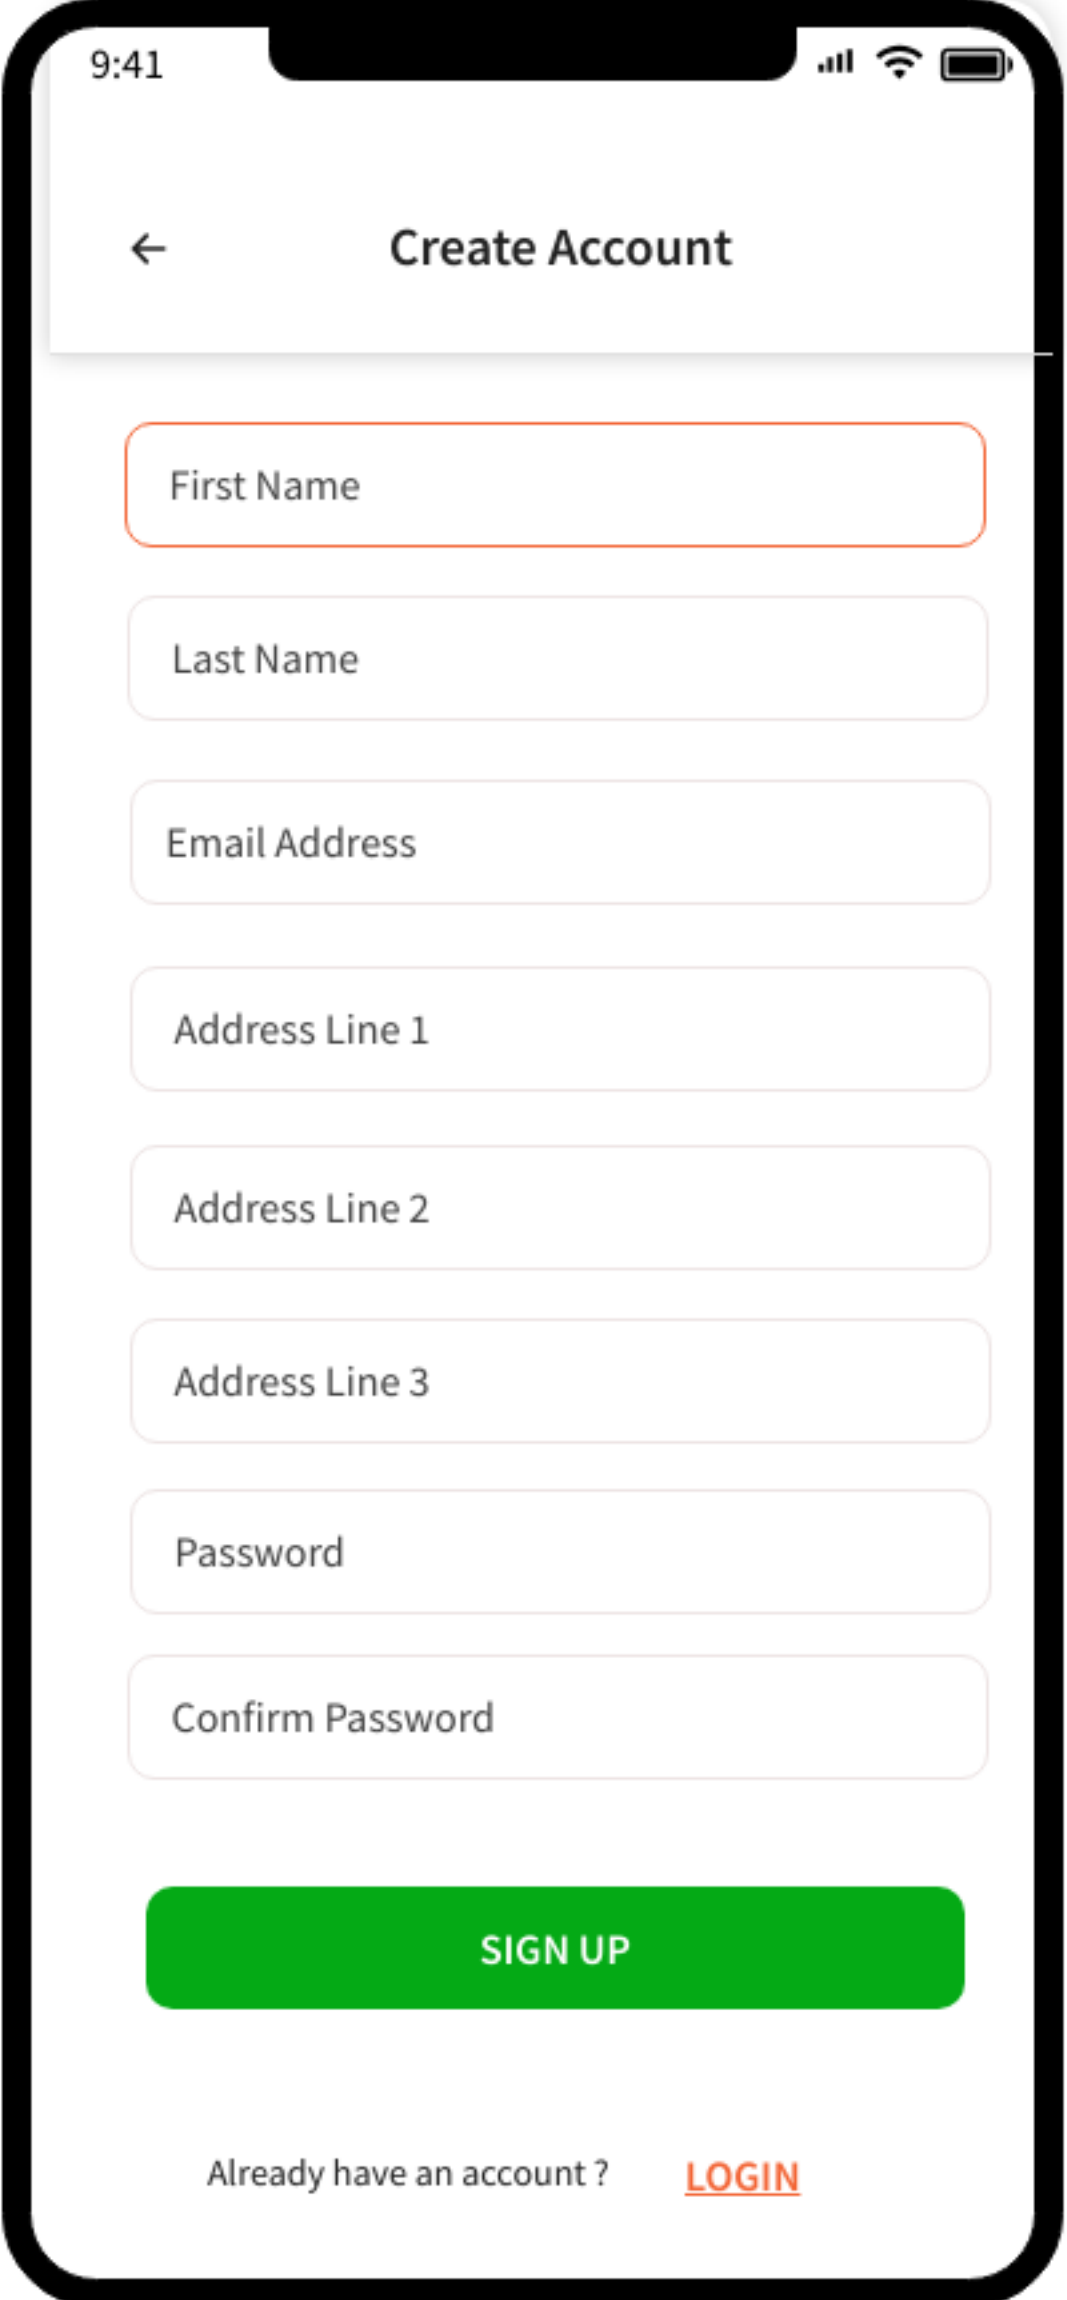 9:41
Create Account
First Name
Last Name
Email Address
Address Line 1
Address Line 2
Address Line 3
Password
Confirm Password
SIGN UP
Already have an account ? LOGIN